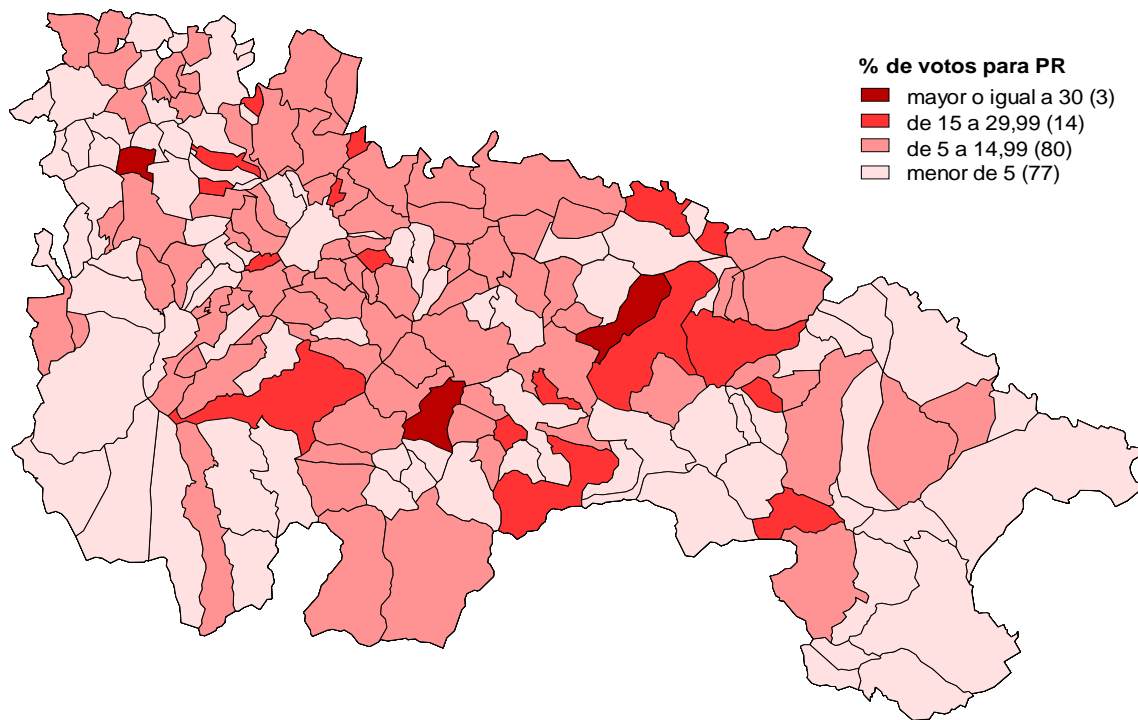 % de votos para PR
mayor o igual a 30 (3)
de 15 a 29,99 (14)
de 5 a 14,99 (80)
menor de 5 (77)